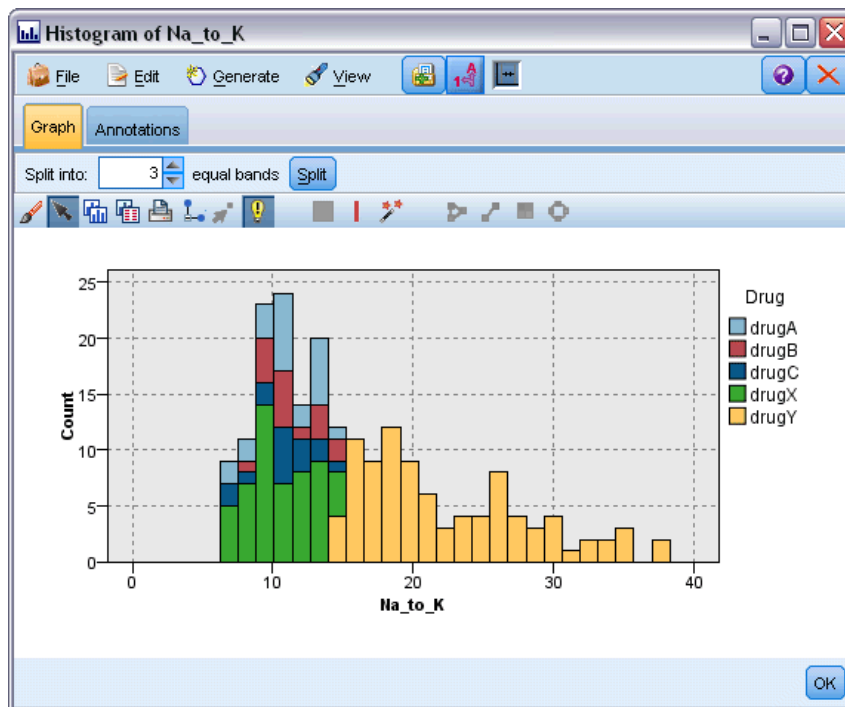 Histogram of Na_to_K
File Edit Generate View
Graph Annotations
Split into: 3 equal bands Split
Drug
drugA
drugB
drugC
drugX
drugY
25
20
15
10
5
0
Count
0 10 20 30 40
Na_to_K
OK